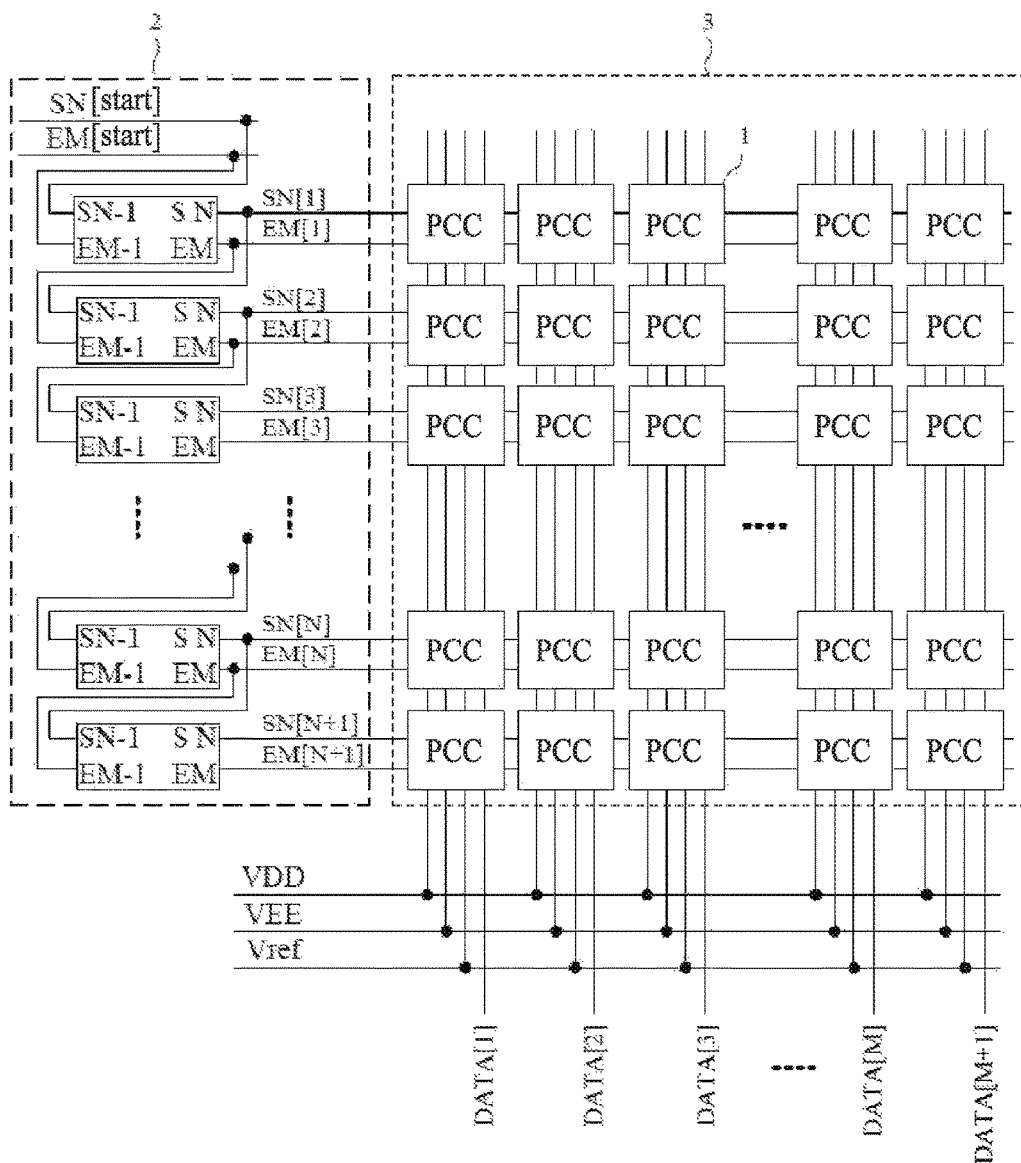 2 3
SN[start]
EM[start]
1
SN-1 SN SN[1] PCC PCC PCC PCC PCC
EM-1 EM EM[1]
SN-1 SN SN[2] PCC PCC PCC PCC PCC
EM-1 EM EM[2]
SN-1 SN SN[3] PCC PCC PCC PCC PCC
EM-1 EM EM[3]
SN-1 SN SN[N] PCC PCC PCC PCC PCC
EM-1 EM EM[N]
SN-1 SN SN[N+1] PCC PCC PCC PCC PCC
EM-1 EM EM[N+1]
VDD
VEE
Vref
DATA[1] DATA[2] DATA[3] DATA[M] DATA[M+1]